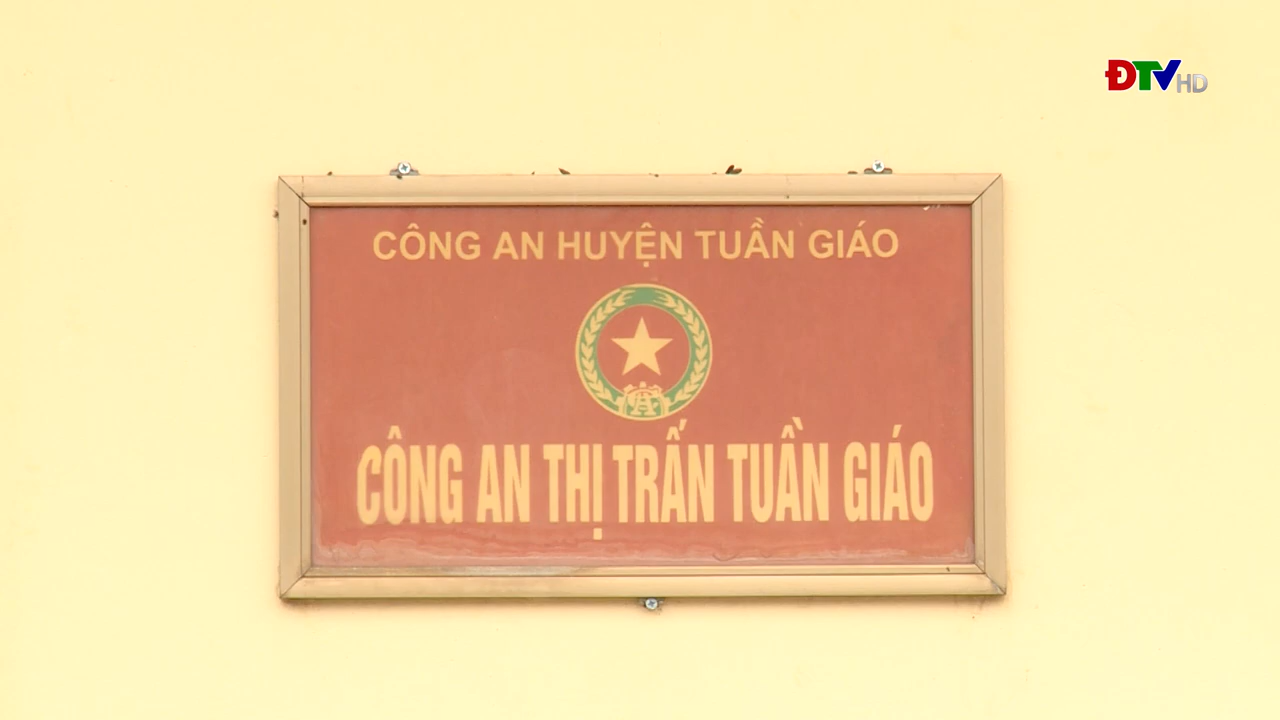 ĐTV HD
CÔNG AN HUYỆN TUẦN GIÁO
CÔNG AN THỊ TRẤN TUẦN GIÁO